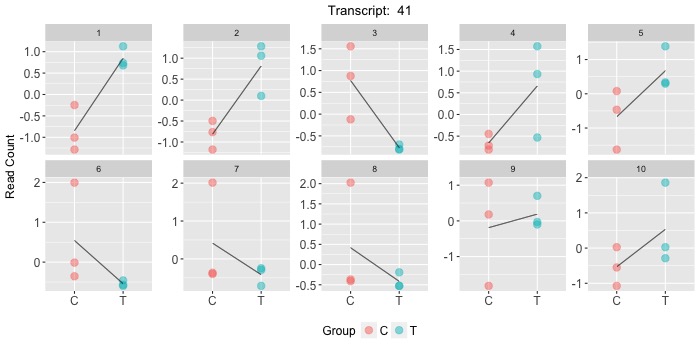 Transcript: 41
1 2 3 4 5
1.0 0.5 0.0 -0.5 -1.0
2 1.0 0.5 0.0 -0.5 -1.0
1.5 1.0 0.5 0.0 -0.5
1.5 1.0 0.5 0.0 -0.5
1 0 -1
Read Count
6 7 8 9 10
2 1 0
2 1 0
2.0 1.5 1.0 0.5 0.0 -0.5
1 0 -1
2 1 0 -1
C T C T C T C T C T
Group C T